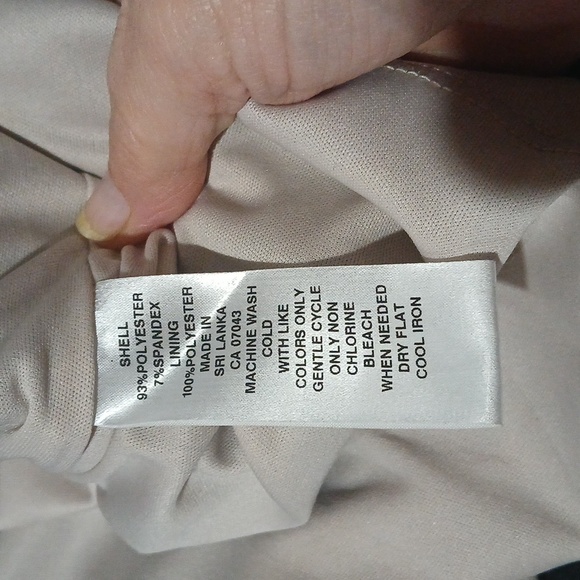 SHELL
93%POLYESTER
7%SPANDEX
LINING
100%POLYESTER
MADE IN
SRI LANKA
CA 07043
MACHINE WASH
COLD
WITH LIKE
COLORS ONLY
GENTLE CYCLE
ONLY NON
CHLORINE
BLEACH
WHEN NEEDED
DRY FLAT
COOL IRON